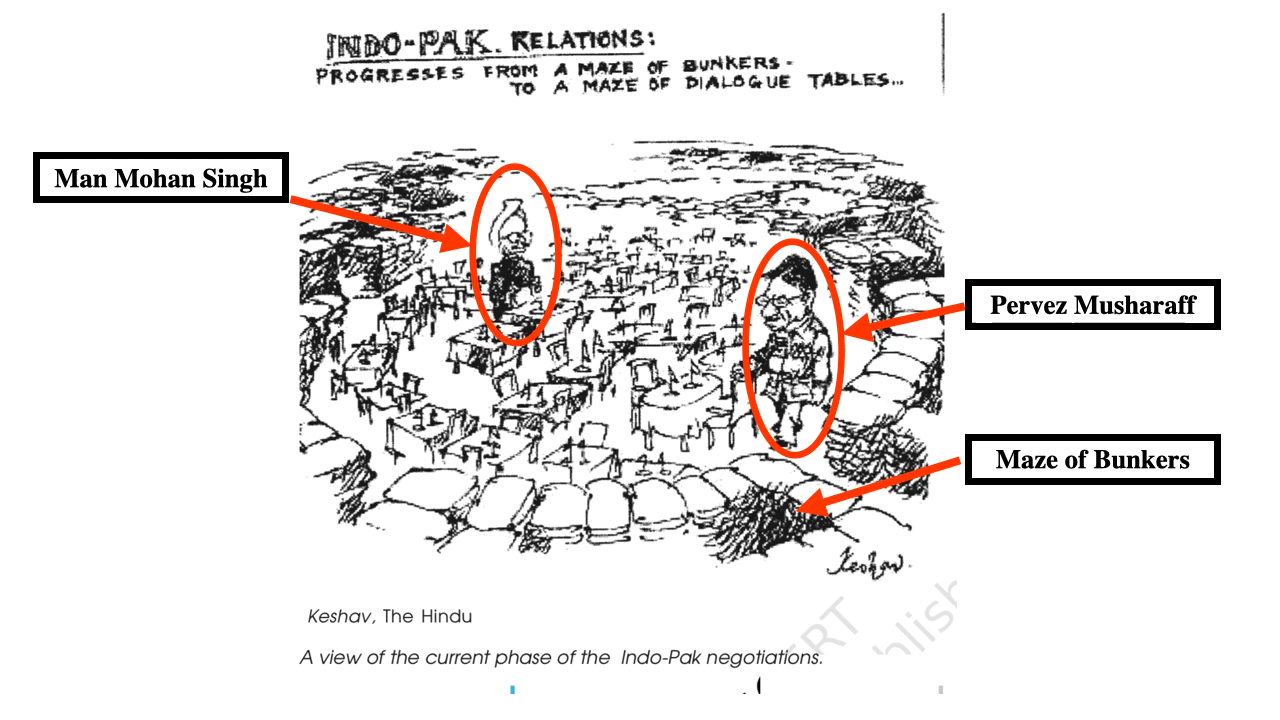 INDO-PAK. RELATIONS:
PROGRESSES FROM A MAZE OF BUNKERS -
TO A MAZE OF DIALOGUE TABLES...
Man Mohan Singh
Pervez Musharaff
Maze of Bunkers
Keshav.
Keshav, The Hindu
A view of the current phase of the Indo-Pak negotiations.